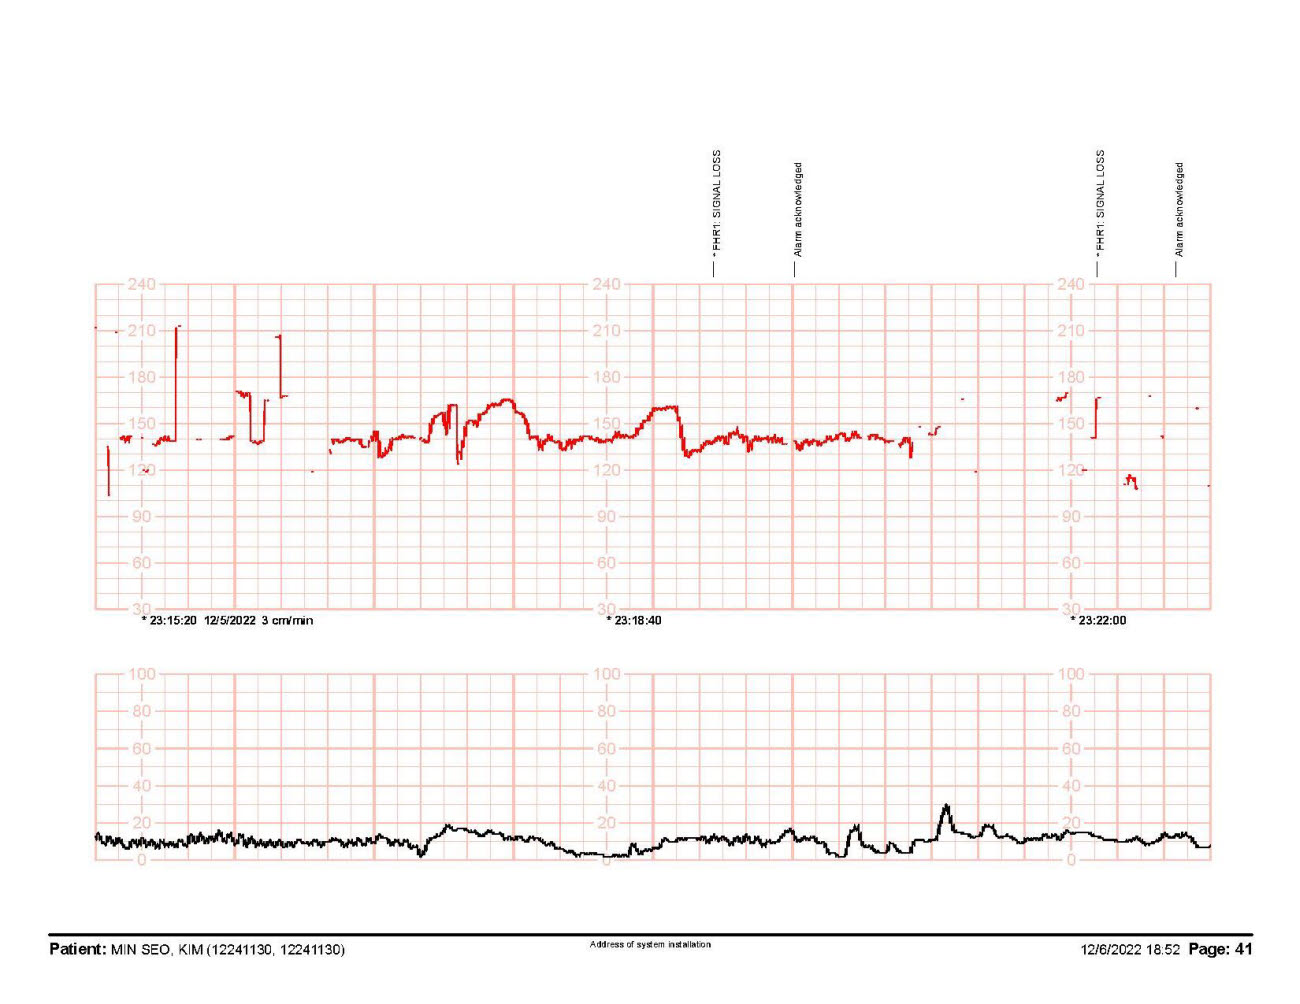 * FHR1: SIGNAL LOSS
Alarm acknowledged
* FHR1: SIGNAL LOSS
Alarm acknowledged
240 240 240
210 210 210
180 180 180
150 150 150
120 120 120
90 90 90
60 60 60
30 30 30
* 23:15:20 12/5/2022 3 cm/min * 23:18:40 * 23:22:00
100 100 100
80 80 80
60 60 60
40 40 40
20 20 20
0 0 0
Patient: MIN SEO, KIM (12241130, 12241130) Address of system installation 12/6/2022 18:52 Page: 41